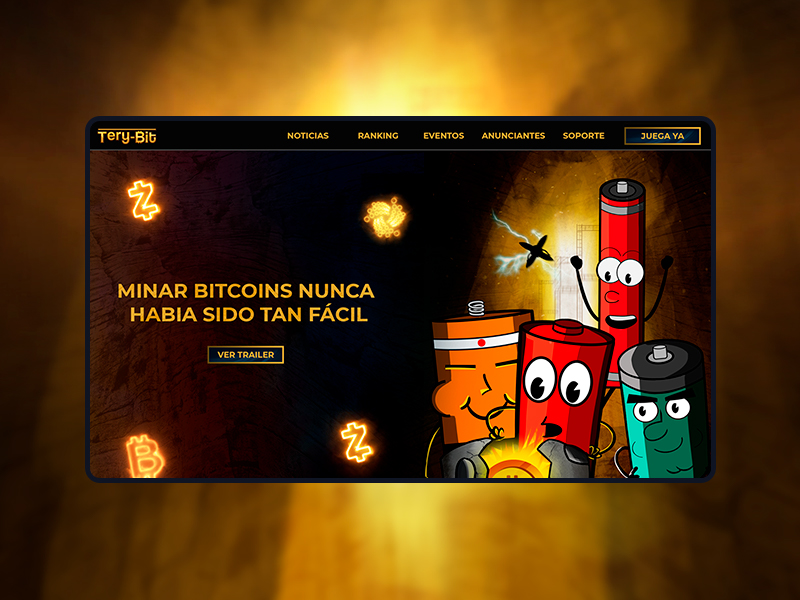 Tery-Bit
NOTICIAS
RANKING
EVENTOS
ANUNCIANTES
SOPORTE
JUEGA YA
MINAR BITCOINS NUNCA
HABIA SIDO TAN FÁCIL
VER TRAILER